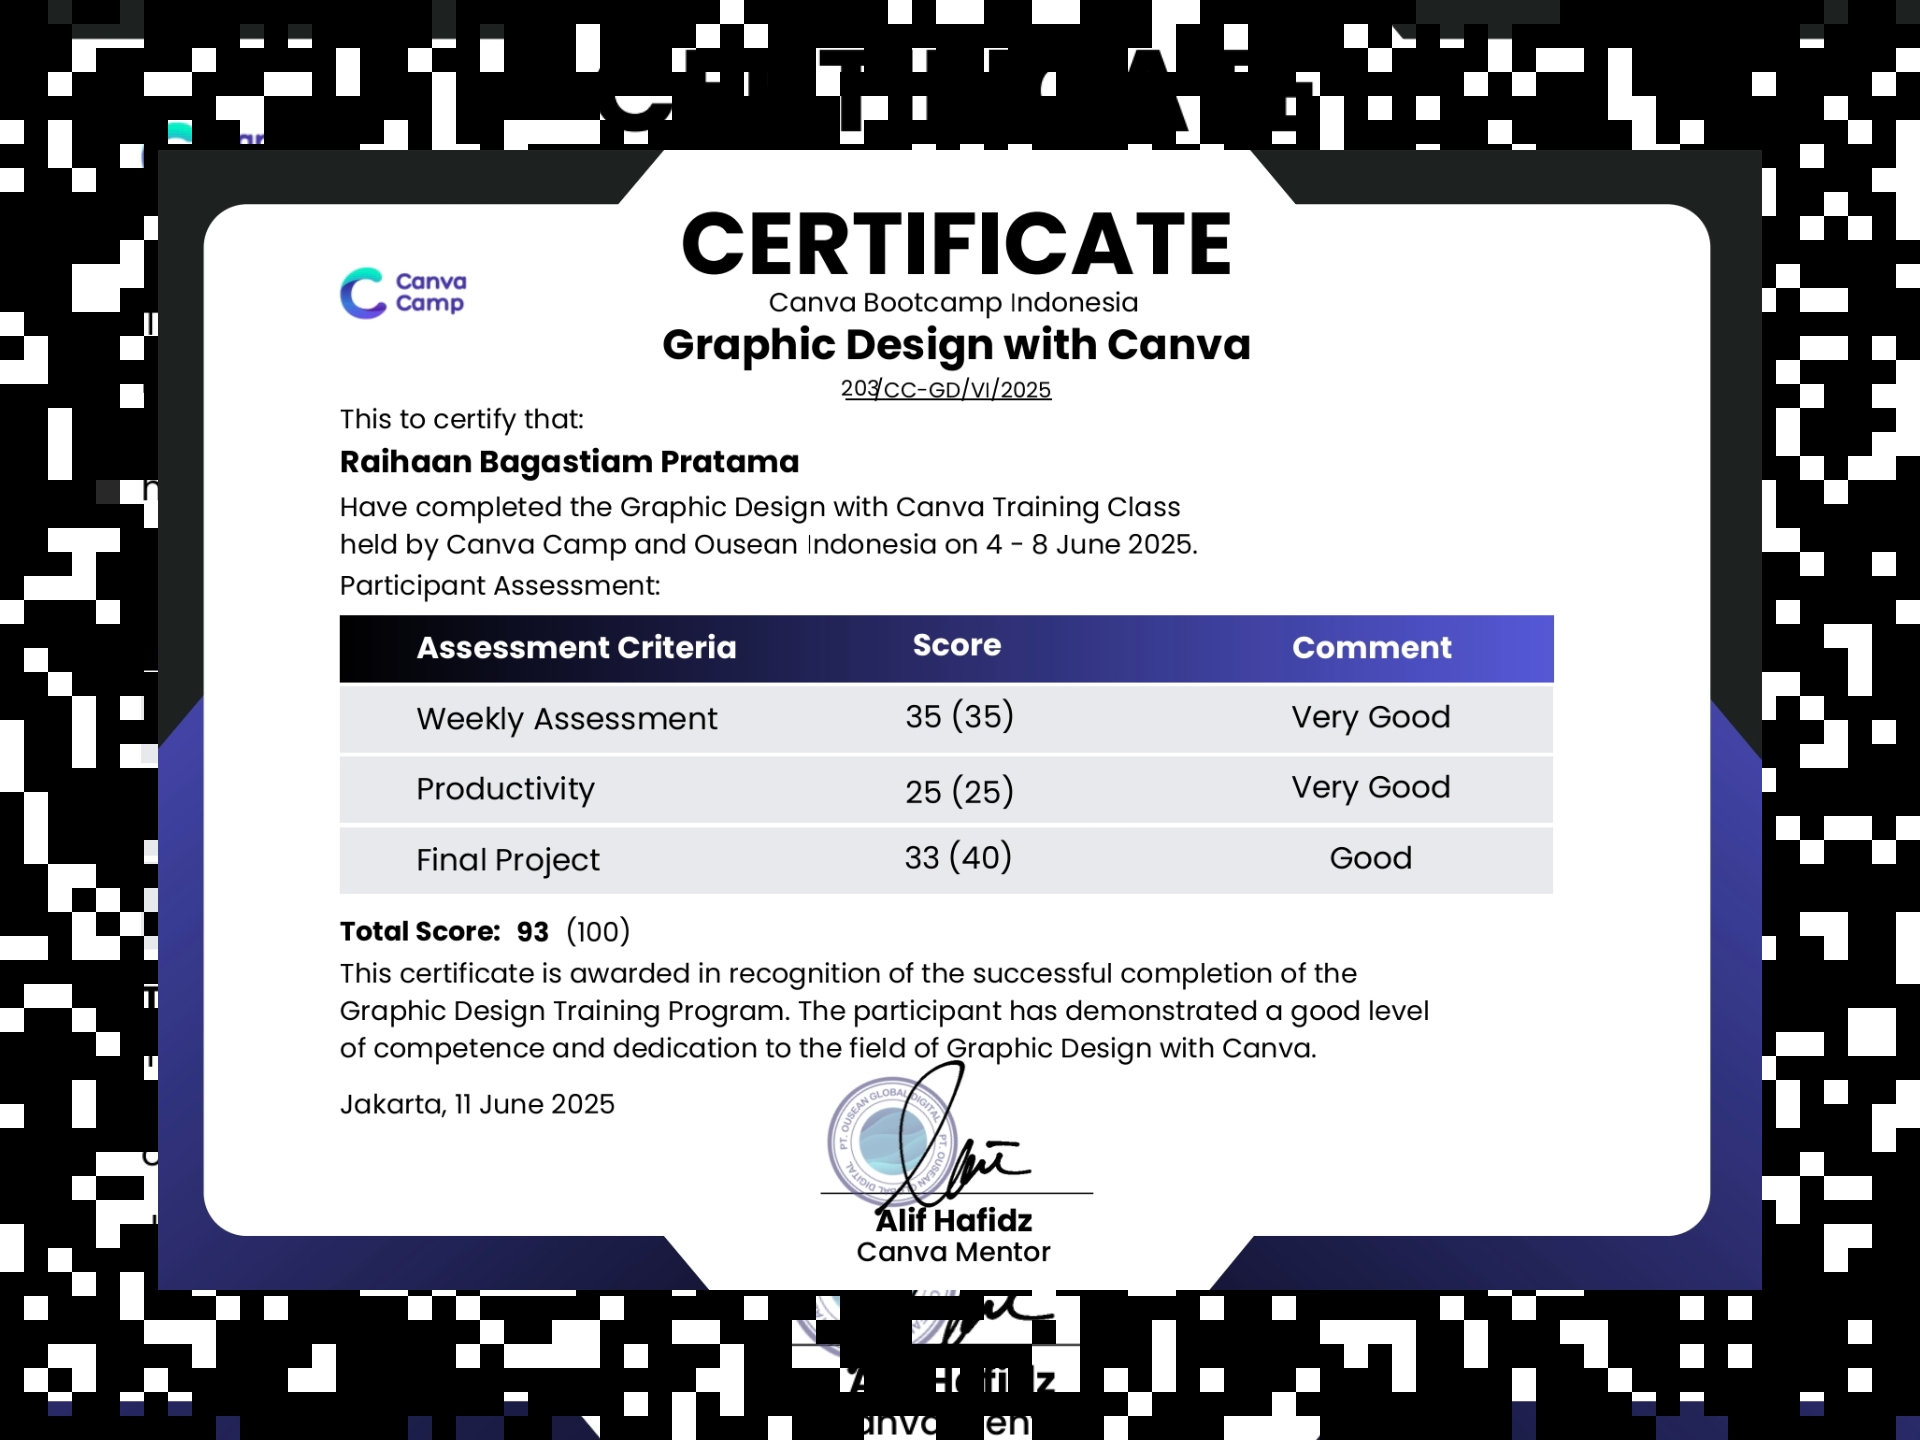 CERTIFICATE
Canva
Camp
Canva Bootcamp Indonesia
Graphic Design with Canva
203/CC-GD/VI/2025
This to certify that:
Raihaan Bagastiam Pratama
Have completed the Graphic Design with Canva Training Class
held by Canva Camp and Ousean Indonesia on 4 - 8 June 2025.
Participant Assessment:
Assessment Criteria Score Comment
Weekly Assessment 35 (35) Very Good
Productivity 25 (25) Very Good
Final Project 33 (40) Good
Total Score: 93 (100)
This certificate is awarded in recognition of the successful completion of the
Graphic Design Training Program. The participant has demonstrated a good level
of competence and dedication to the field of Graphic Design with Canva.
Jakarta, 11 June 2025
PT. OUSEAN GLOBAL DIGITAL PT. OUSEAN GLOBAL DIGITAL
Alif Hafidz
Canva Mentor